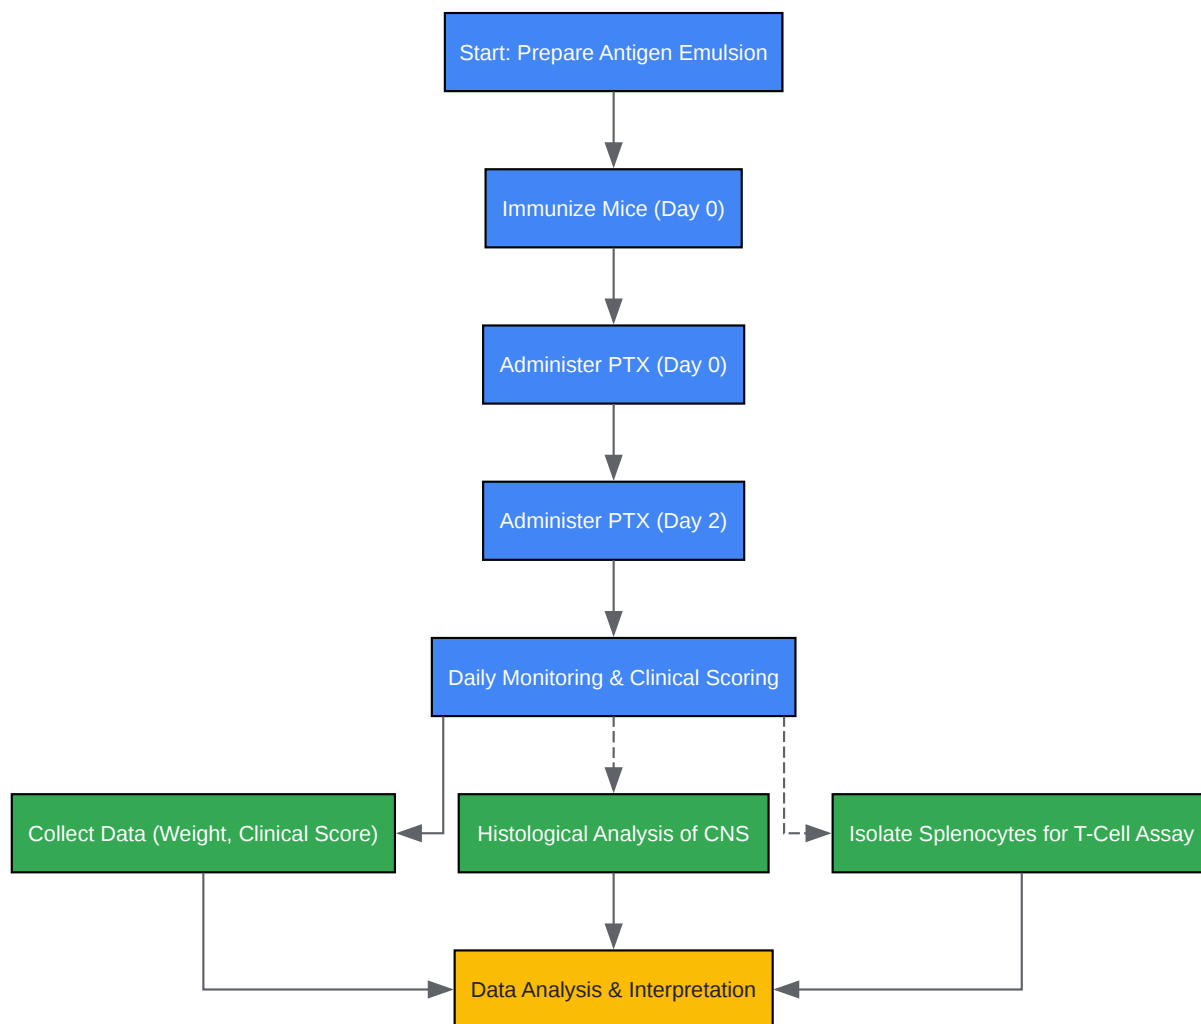 Start: Prepare Antigen Emulsion
Immunize Mice (Day 0)
Administer PTX (Day 0)
Administer PTX (Day 2)
Daily Monitoring & Clinical Scoring
Collect Data (Weight, Clinical Score)
Histological Analysis of CNS
Isolate Splenocytes for T-Cell Assay
Data Analysis & Interpretation